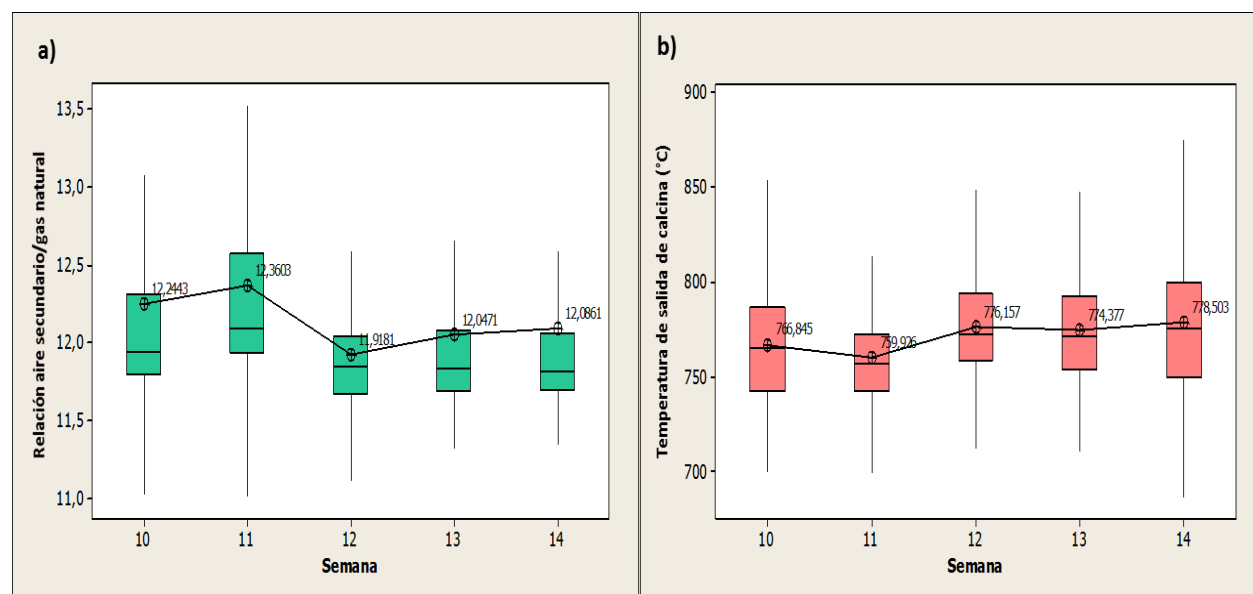 a)
Relación aire secundario/gas natural
13,5
13,0
12,5
12,0
11,5
11,0
12,2443
12,3603
11,9181
12,0471
12,0861
10 11 12 13 14
Semana
b)
Temperatura de salida de calcina (°C)
900
850
800
750
700
766,845
759,926
776,157
774,377
778,503
10 11 12 13 14
Semana